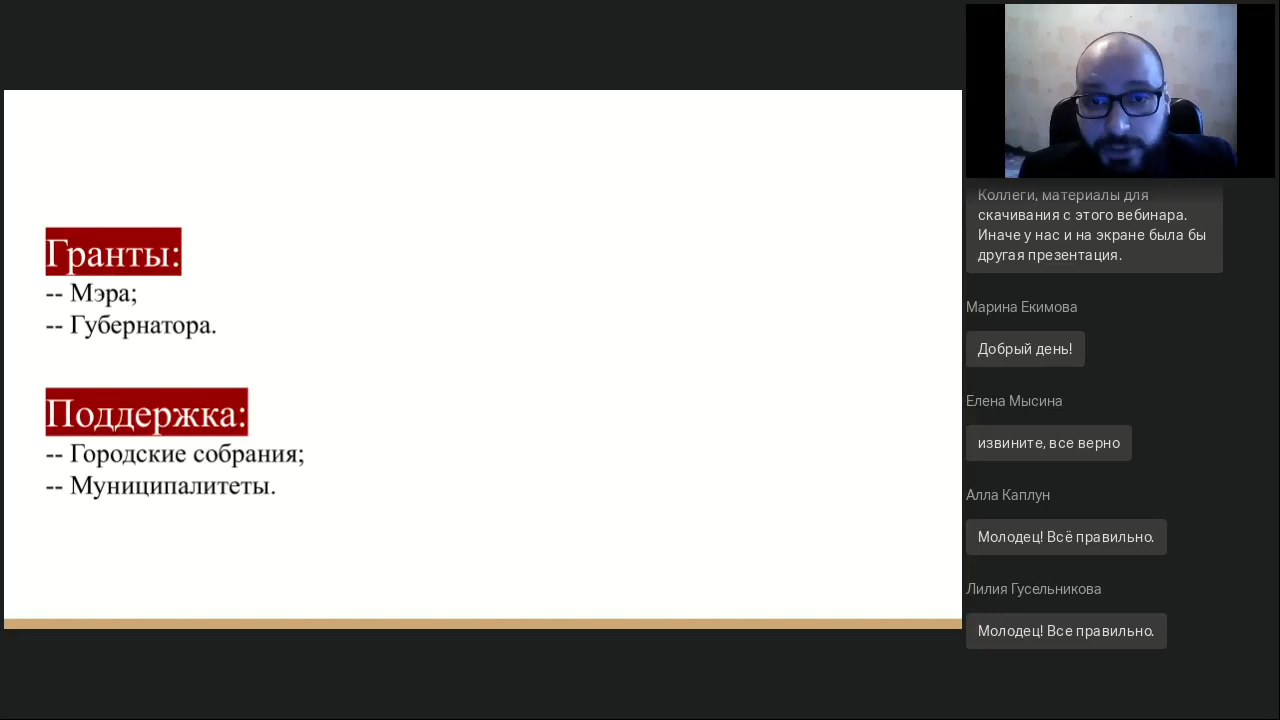 Гранты:
-- Мэра;
-- Губернатора.
Поддержка:
-- Городские собрания;
-- Муниципалитеты.
Коллеги, материалы для
скачивания с этого вебинара.
Иначе у нас и на экране была бы
другая презентация.
Марина Екимова
Добрый день!
Елена Мысина
извините, все верно
Алла Каплун
Молодец! Всё правильно.
Лилия Гусельникова
Молодец! Все правильно.